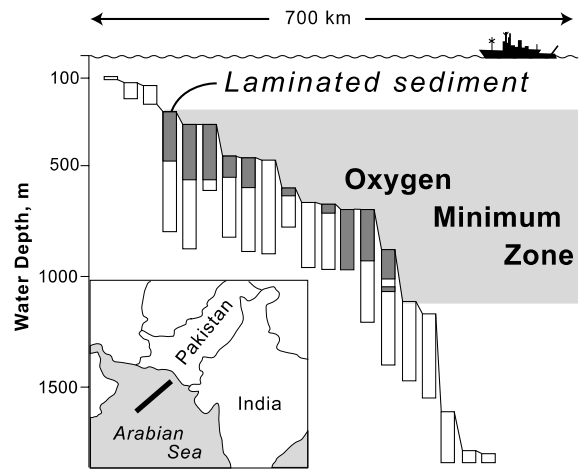 700 km
100
Laminated sediment
500
Oxygen
Minimum
Zone
1000
1500
Water Depth, m
Pakistan
India
Arabian
Sea